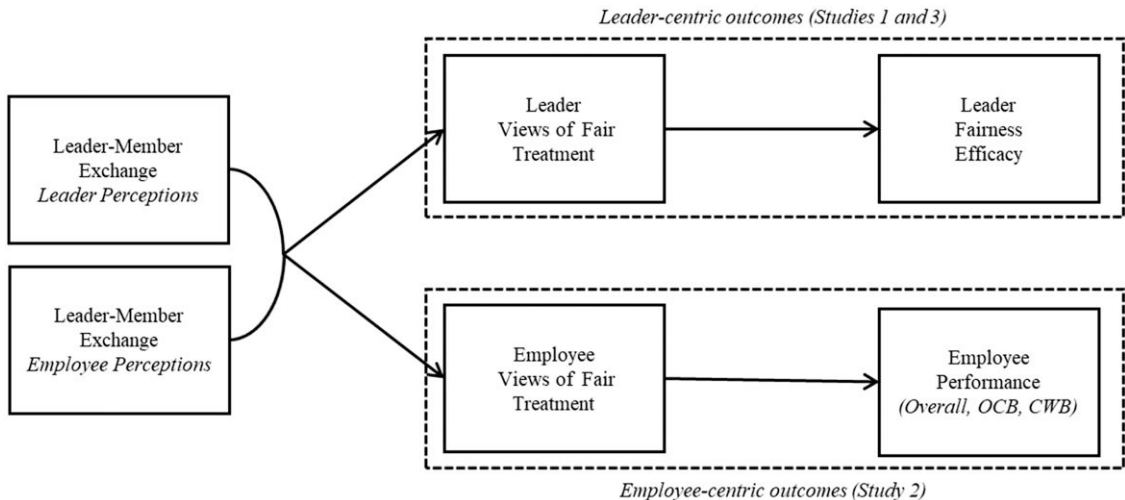 Leader-centric outcomes (Studies 1 and 3)
Leader-Member
Exchange
Leader Perceptions
Leader
Views of Fair
Treatment
Leader
Fairness
Efficacy
Leader-Member
Exchange
Employee Perceptions
Employee
Views of Fair
Treatment
Employee
Performance
(Overall, OCB, CWB)
Employee-centric outcomes (Study 2)